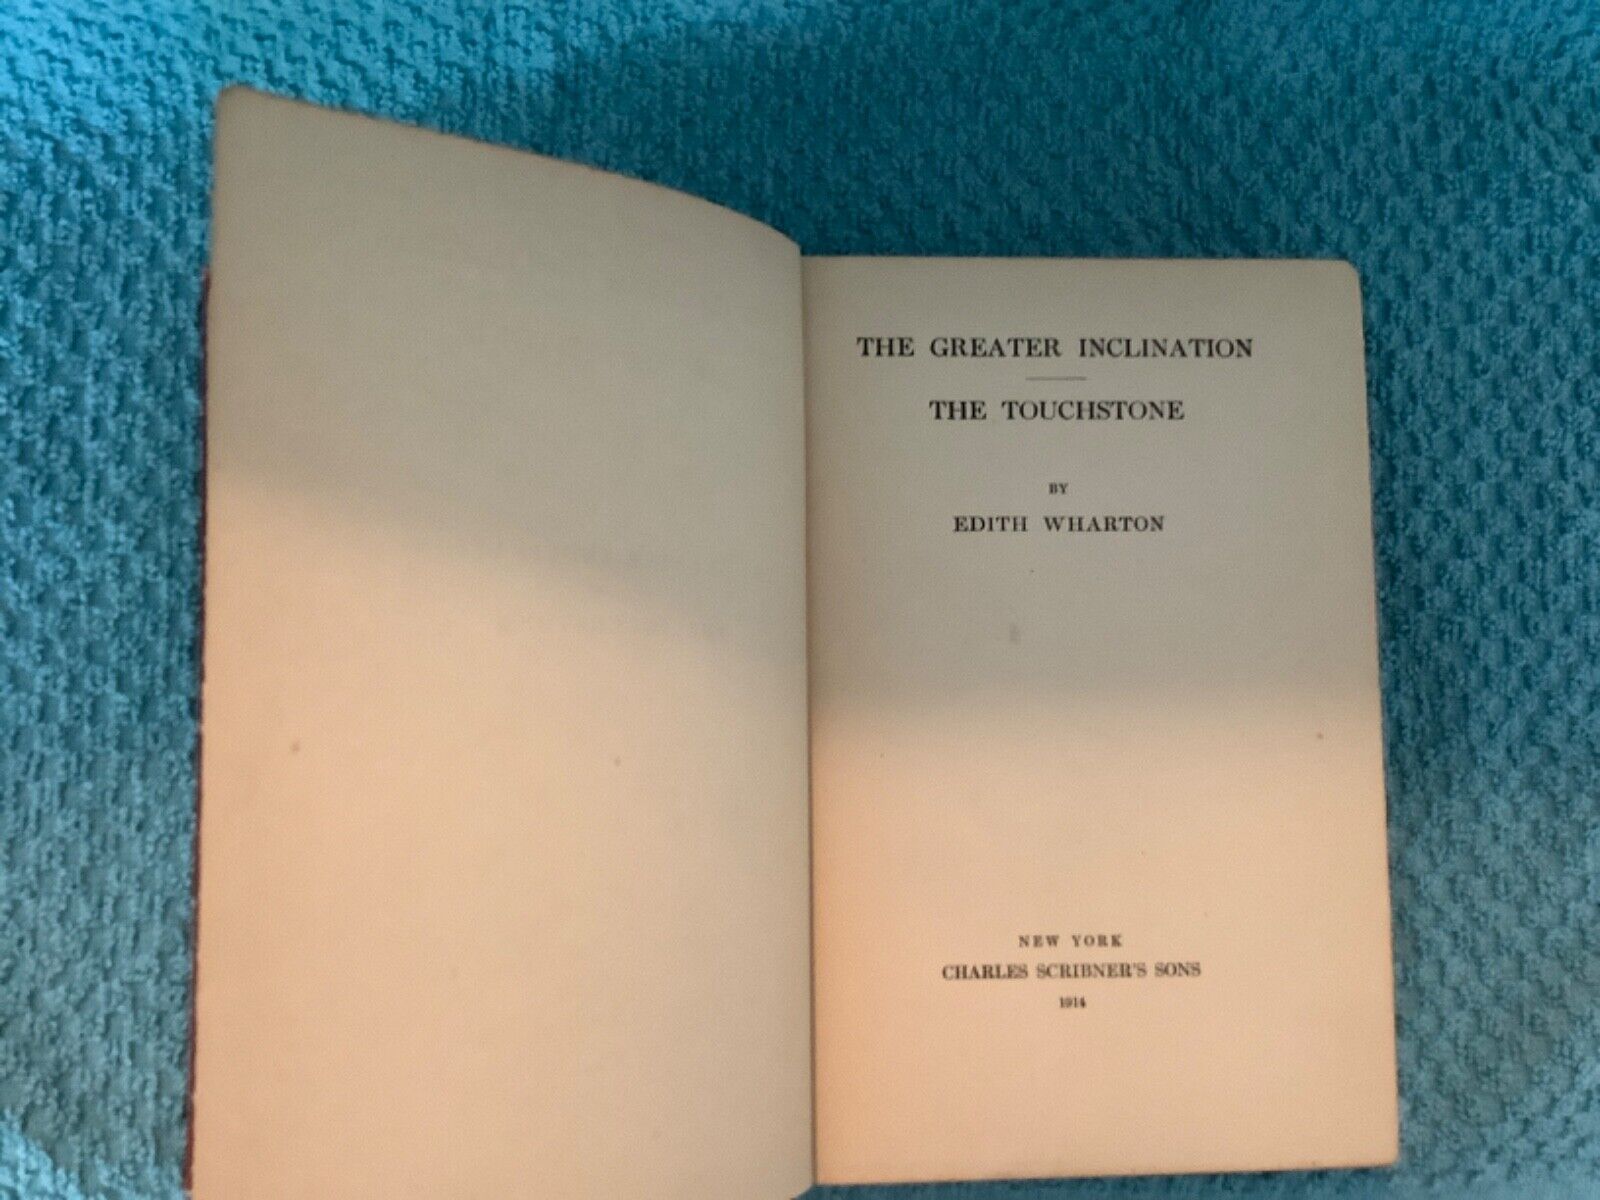 THE GREATER INCLINATION
THE TOUCHSTONE
BY
EDITH WHARTON
NEW YORK
CHARLES SCRIBNER'S SONS
1914